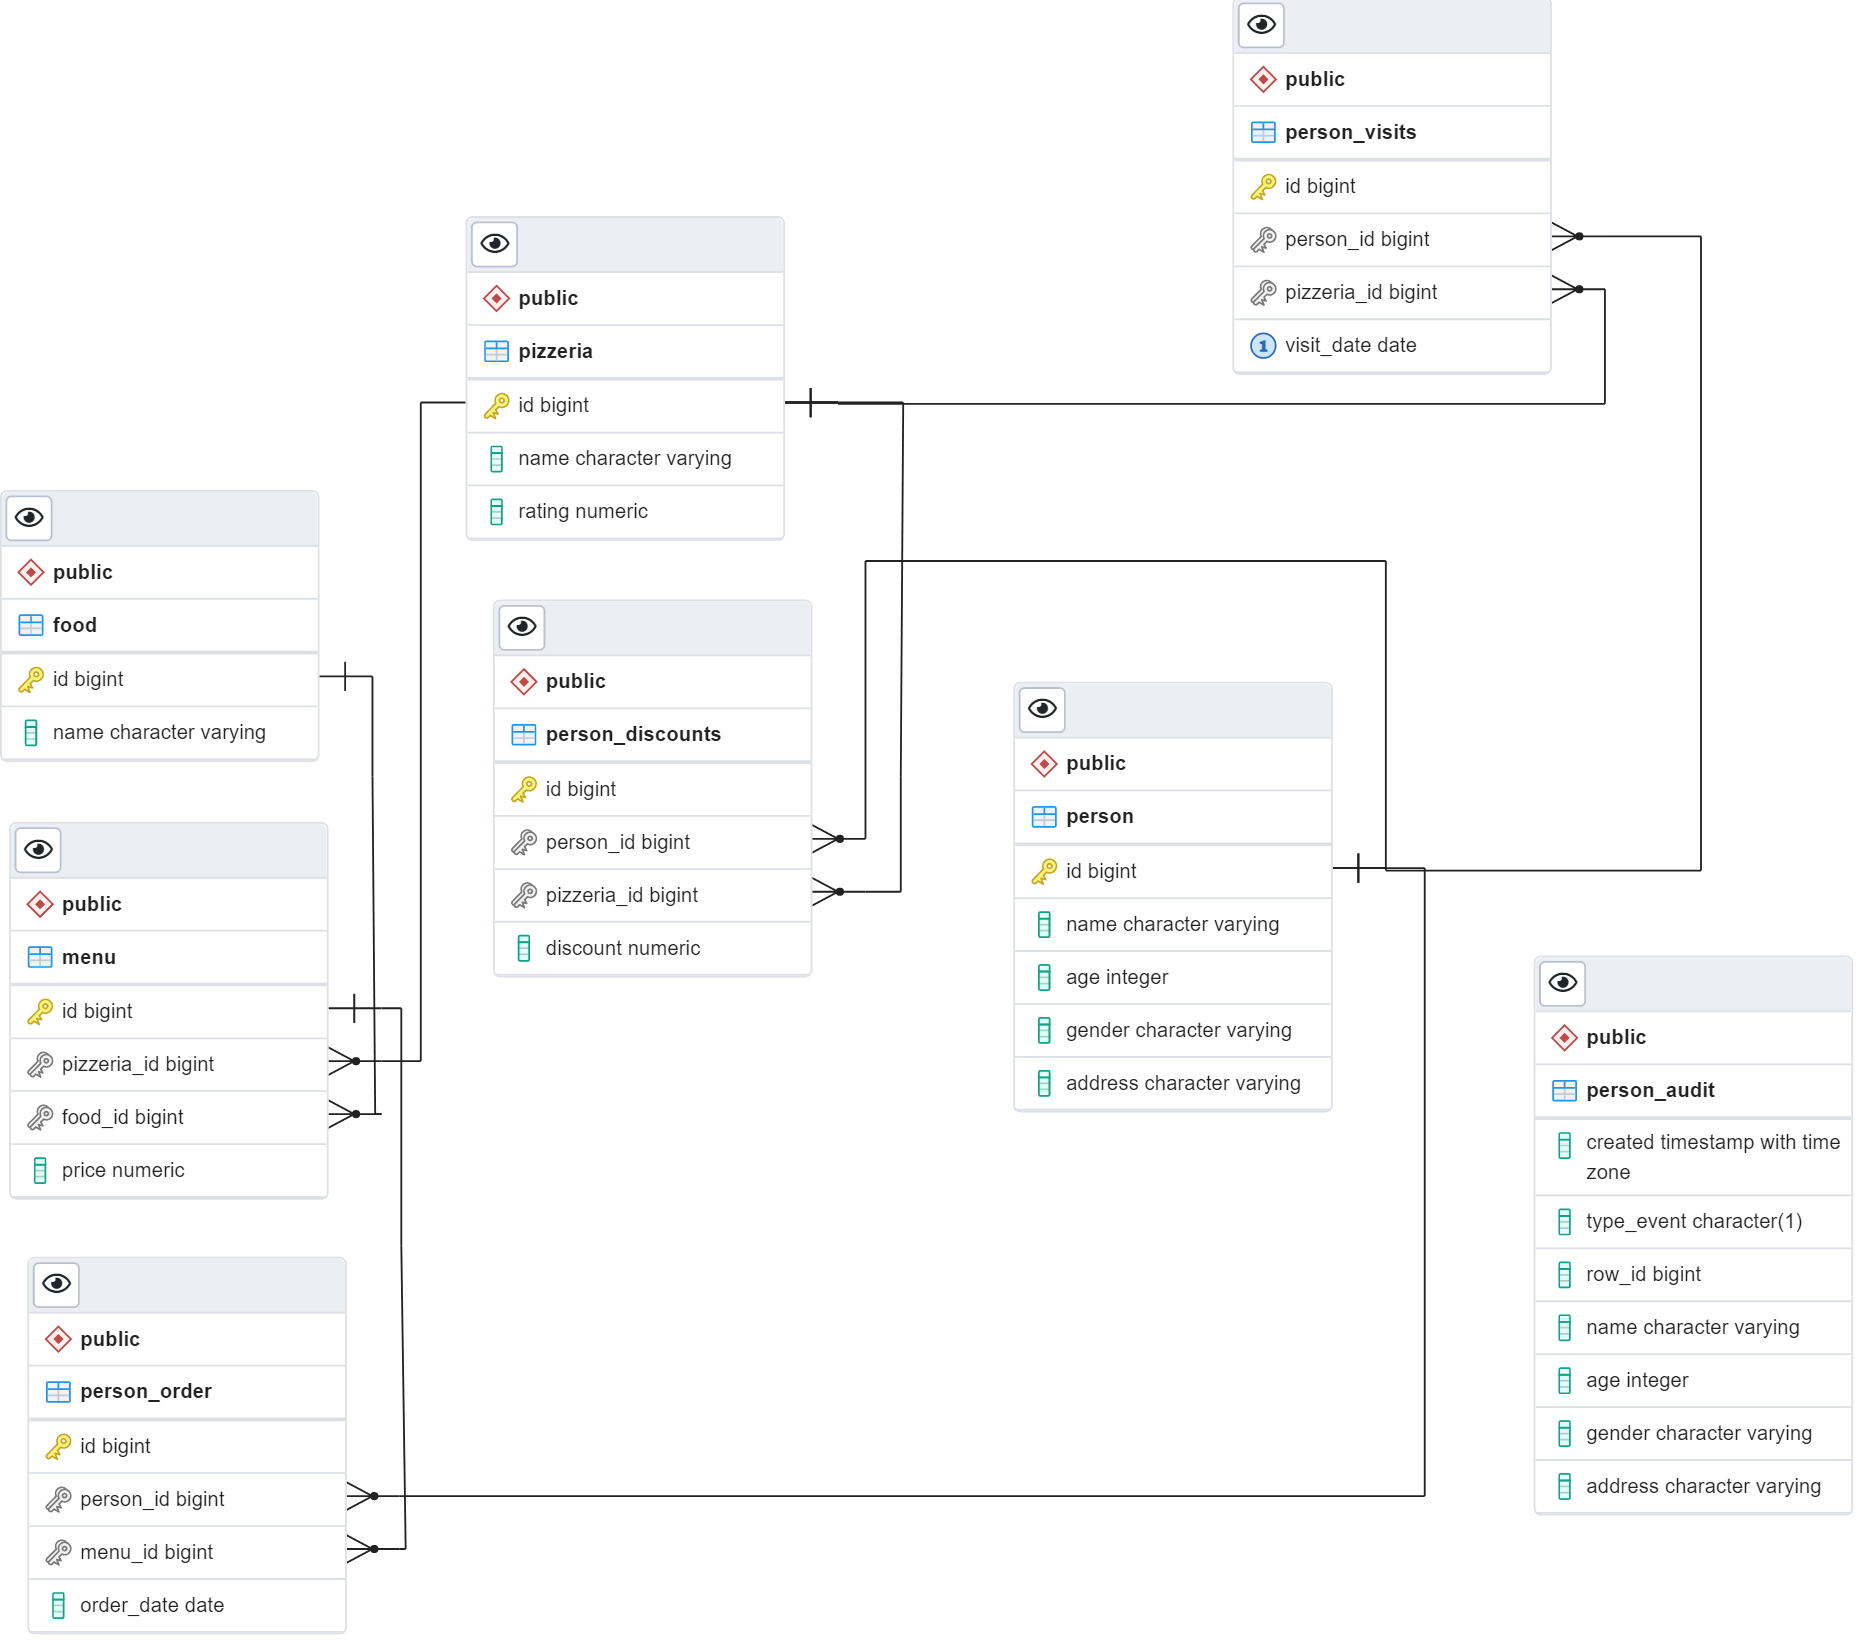 public
person_visits
id bigint
person_id bigint
pizzeria_id bigint
1 visit_date date
public
pizzeria
id bigint
name character varying
rating numeric
public
food
id bigint
name character varying
public
person_discounts
id bigint
person_id bigint
pizzeria_id bigint
discount numeric
public
person
id bigint
name character varying
age integer
gender character varying
address character varying
public
menu
id bigint
pizzeria_id bigint
food_id bigint
price numeric
public
person_audit
created timestamp with time
zone
type_event character(1)
row_id bigint
name character varying
age integer
gender character varying
address character varying
public
person_order
id bigint
person_id bigint
menu_id bigint
order_date date